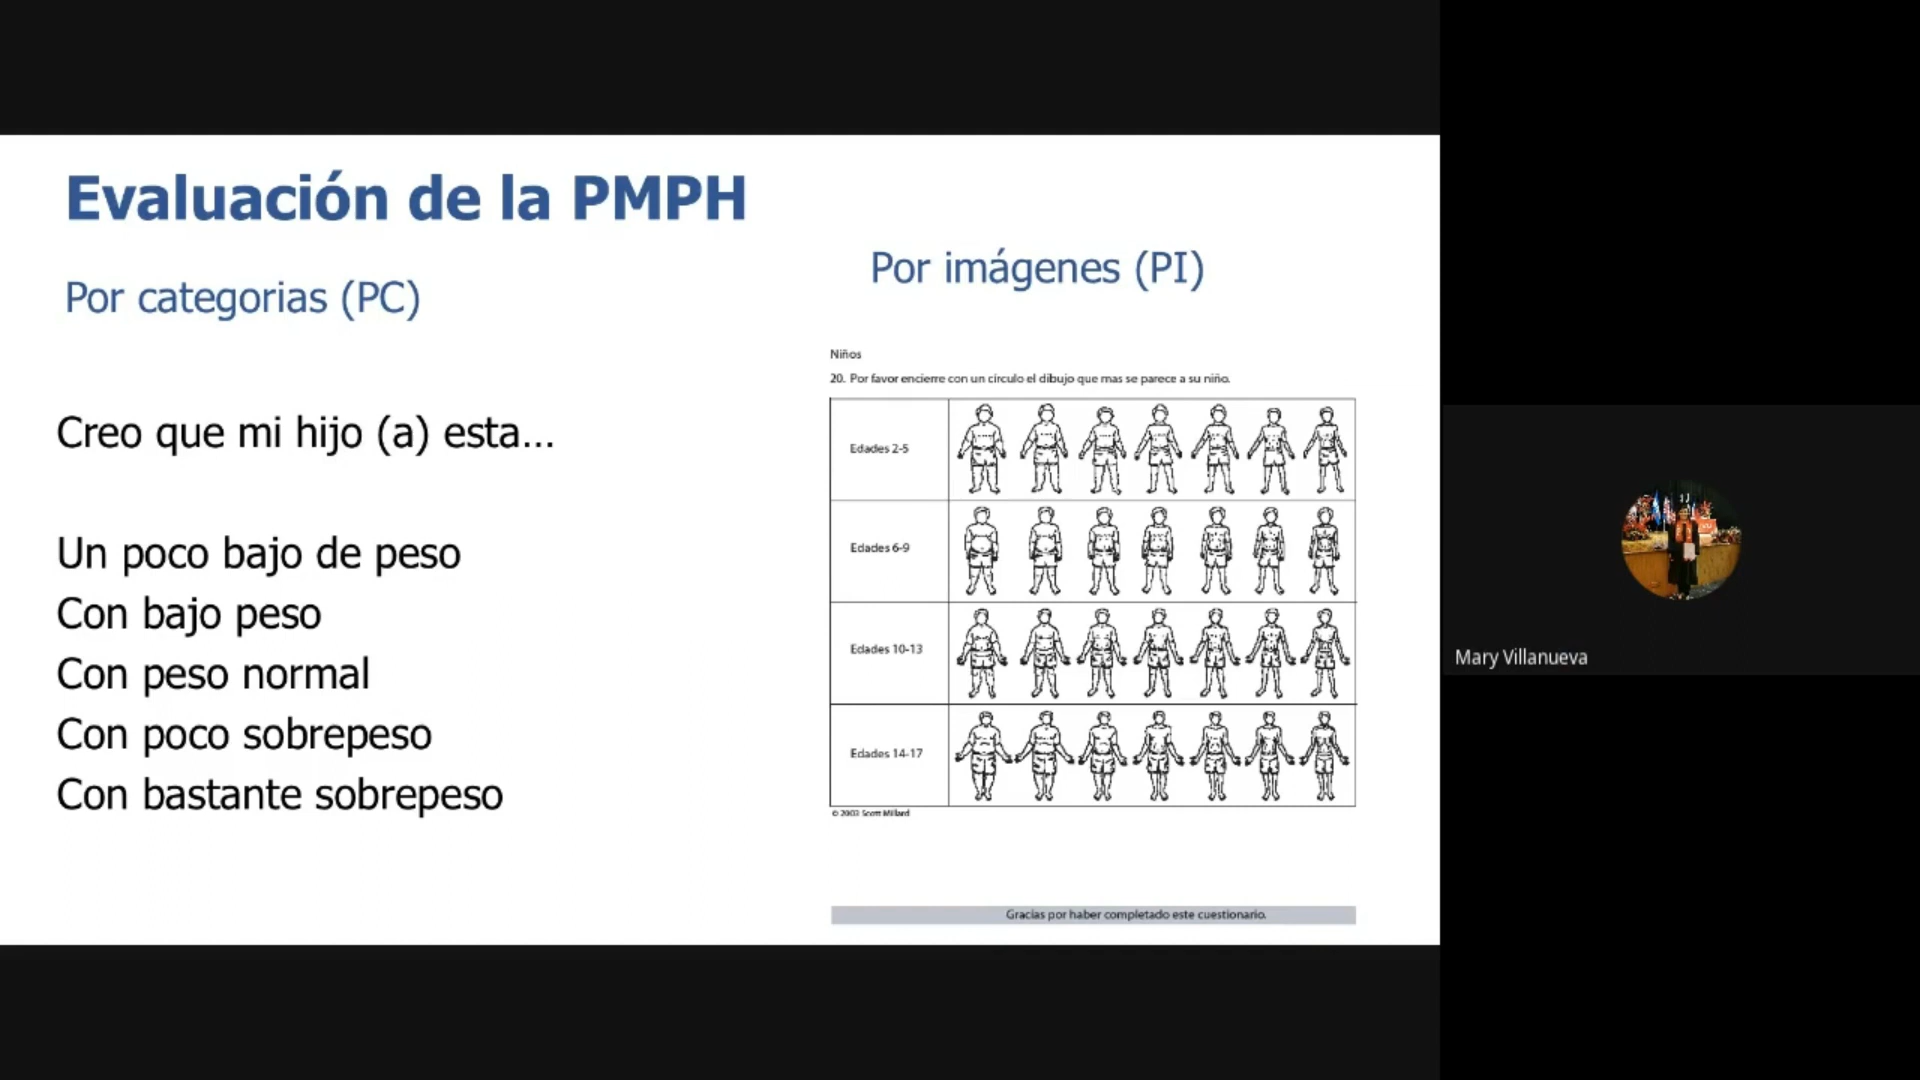 Evaluación de la PMPH
Por categorias (PC)
Creo que mi hijo (a) esta...
Un poco bajo de peso
Con bajo peso
Con peso normal
Con poco sobrepeso
Con bastante sobrepeso
Por imágenes (PI)
Niños
20. Por favor encierre con un círculo el dibujo que mas se parece a su niño.
Edades 2-5
Edades 6-9
Edades 10-13
Edades 14-17
© 2003 Scott Millard
Gracias por haber completado este cuestionario.
Mary Villanueva